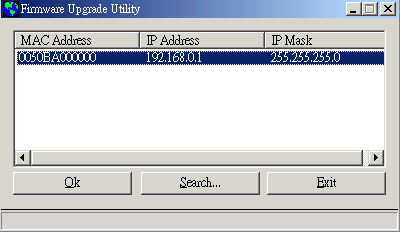 Firmware Upgrade Utility
MAC Address IP Address IP Mask
0050BA000000 192.168.0.1 255.255.255.0
Ok Search... Exit